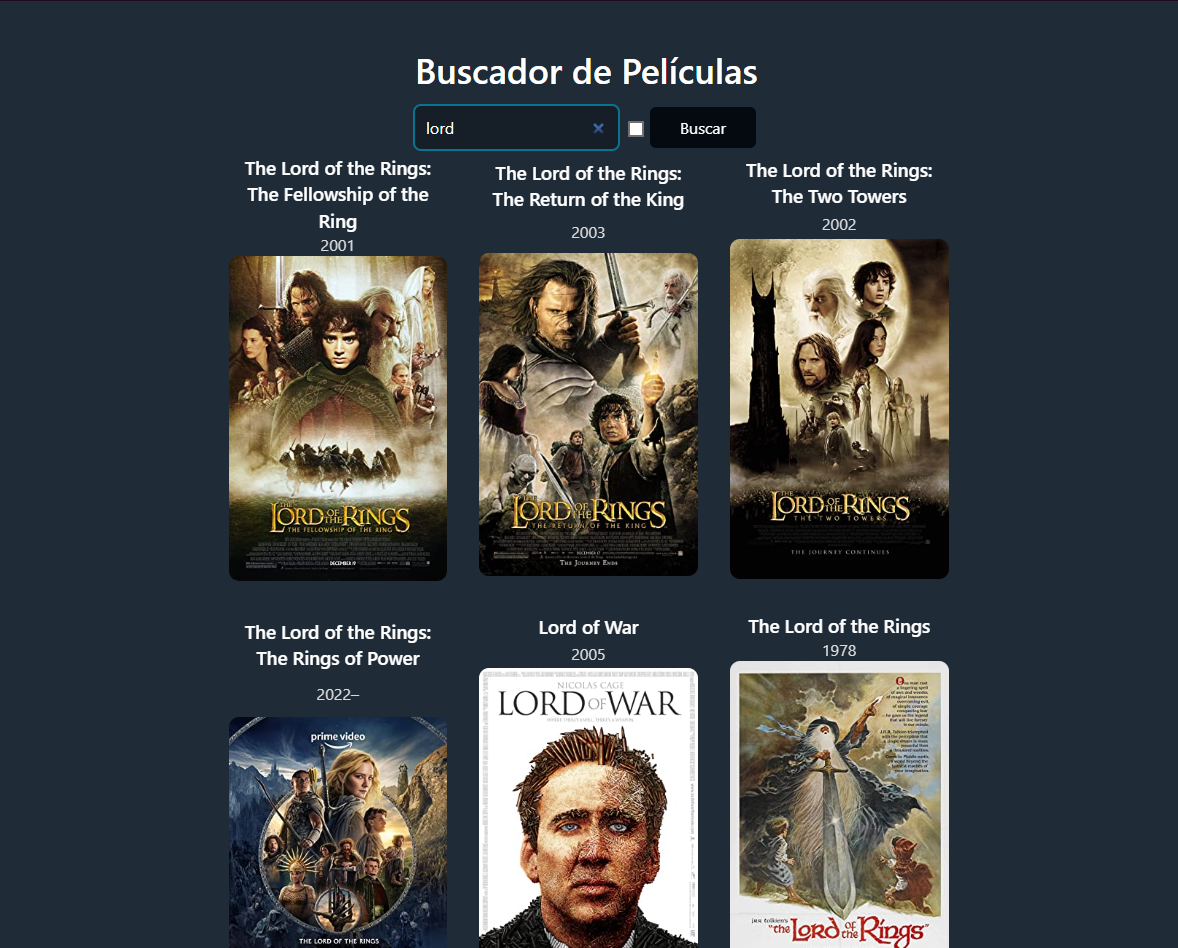 Buscador de Películas
lord
Buscar
The Lord of the Rings:
The Fellowship of the
Ring
2001
THE
LORD OF THE RINGS
THE FELLOWSHIP OF THE RING
DECEMBER 19
The Lord of the Rings:
The Return of the King
2003
THE
LORD OF THE RINGS
THE RETURN OF THE KING
DECEMBER 17
THE JOURNEY ENDS
The Lord of the Rings:
The Two Towers
2002
THE
LORD OF THE RINGS
THE TWO TOWERS
THE JOURNEY CONTINUES
The Lord of the Rings:
The Rings of Power
2022–
prime video
THE LORD OF THE RINGS
Lord of War
2005
NICOLAS CAGE
LORD OF WAR
The Lord of the Rings
1978
"the Lord of the Rings"